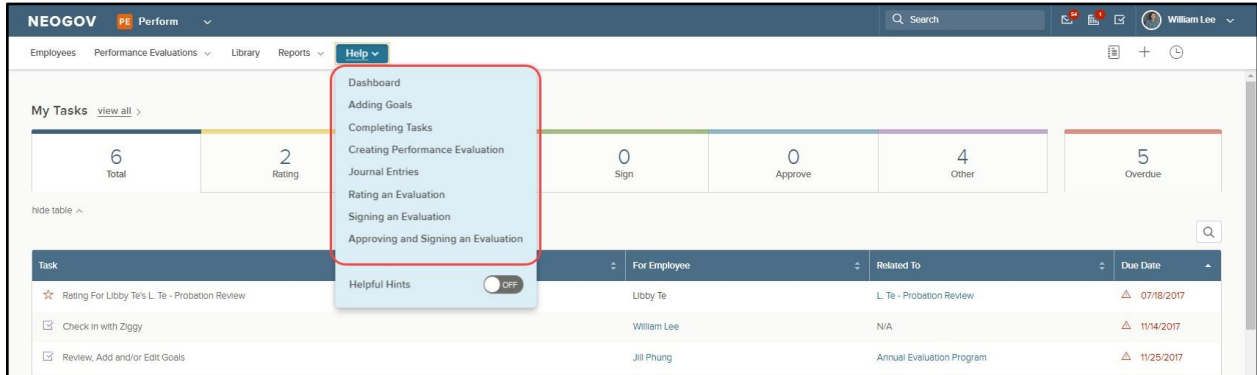 NEOGOV PE Perform Search 54 1 William Lee
Employees Performance Evaluations Library Reports Help
Dashboard
Adding Goals
Completing Tasks
Creating Performance Evaluation
Journal Entries
Rating an Evaluation
Signing an Evaluation
Approving and Signing an Evaluation
Helpful Hints OFF
My Tasks view all >
6 2 0 0 4 5
Total Rating Sign Approve Other Overdue
hide table
Task For Employee Related To Due Date
Rating For Libby Te's L. Te - Probation Review Libby Te L. Te - Probation Review 07/18/2017
Check in with Ziggy William Lee N/A 11/14/2017
Review, Add and/or Edit Goals Jill Phung Annual Evaluation Program 11/25/2017